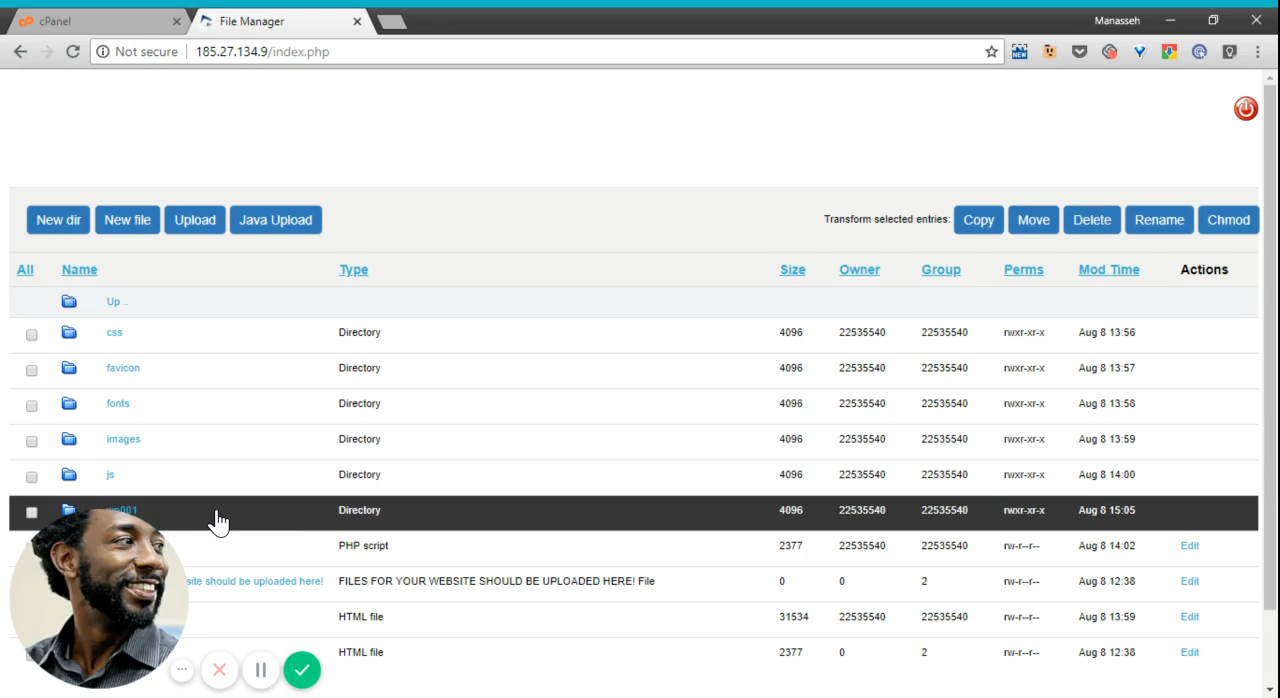 cPanel
File Manager
Manasseh
Not secure 185.27.134.9/index.php
NEW
New dir New file Upload Java Upload Transform selected entries: Copy Move Delete Rename Chmod
All Name Type Size Owner Group Perms Mod Time Actions
Up ..
css Directory 4096 22535540 22535540 rwxr-xr-x Aug 8 13:56
favicon Directory 4096 22535540 22535540 rwxr-xr-x Aug 8 13:57
fonts Directory 4096 22535540 22535540 rwxr-xr-x Aug 8 13:58
images Directory 4096 22535540 22535540 rwxr-xr-x Aug 8 13:59
js Directory 4096 22535540 22535540 rwxr-xr-x Aug 8 14:00
Directory 4096 22535540 22535540 rwxr-xr-x Aug 8 15:05
PHP script 2377 22535540 22535540 rw-r--r-- Aug 8 14:02 Edit
site should be uploaded here! FILES FOR YOUR WEBSITE SHOULD BE UPLOADED HERE! File 0 0 2 rw-r--r-- Aug 8 12:38 Edit
HTML file 31534 22535540 22535540 rw-r--r-- Aug 8 13:59 Edit
HTML file 2377 0 2 rw-r--r-- Aug 8 12:38 Edit